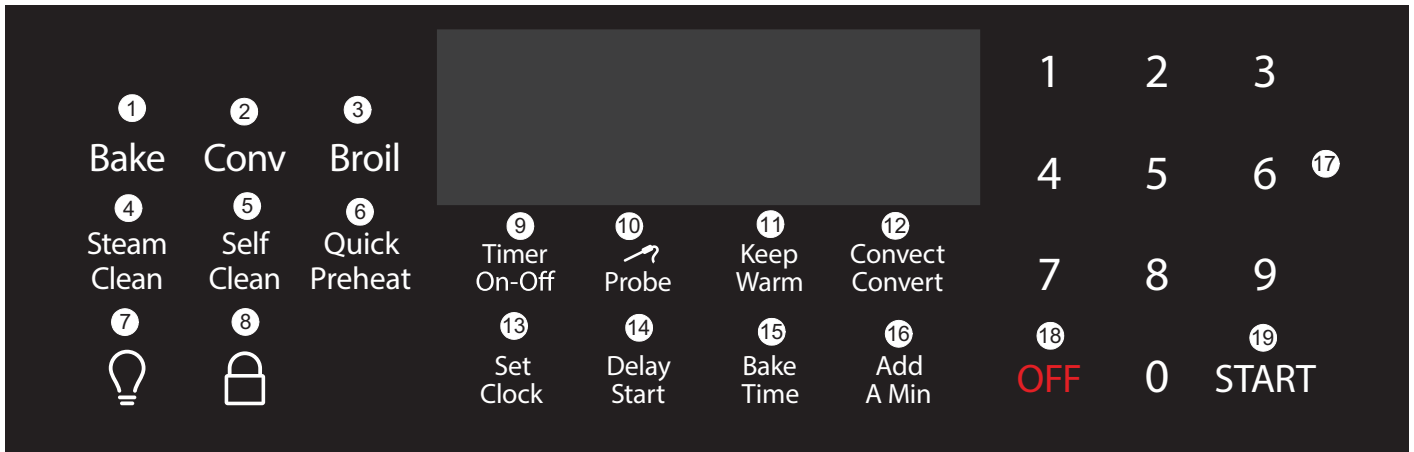 1 2 3
Bake Conv Broil
1 2 3
4 5 6 17
4 5 6
Steam Clean
Self Clean
Quick Preheat
9 10 11 12
Timer On-Off
Probe
Keep Warm
Convect Convert
7 8 9
7 8
13 14 15 16
Set Clock
Delay Start
Bake Time
Add A Min
18 19
OFF 0 START